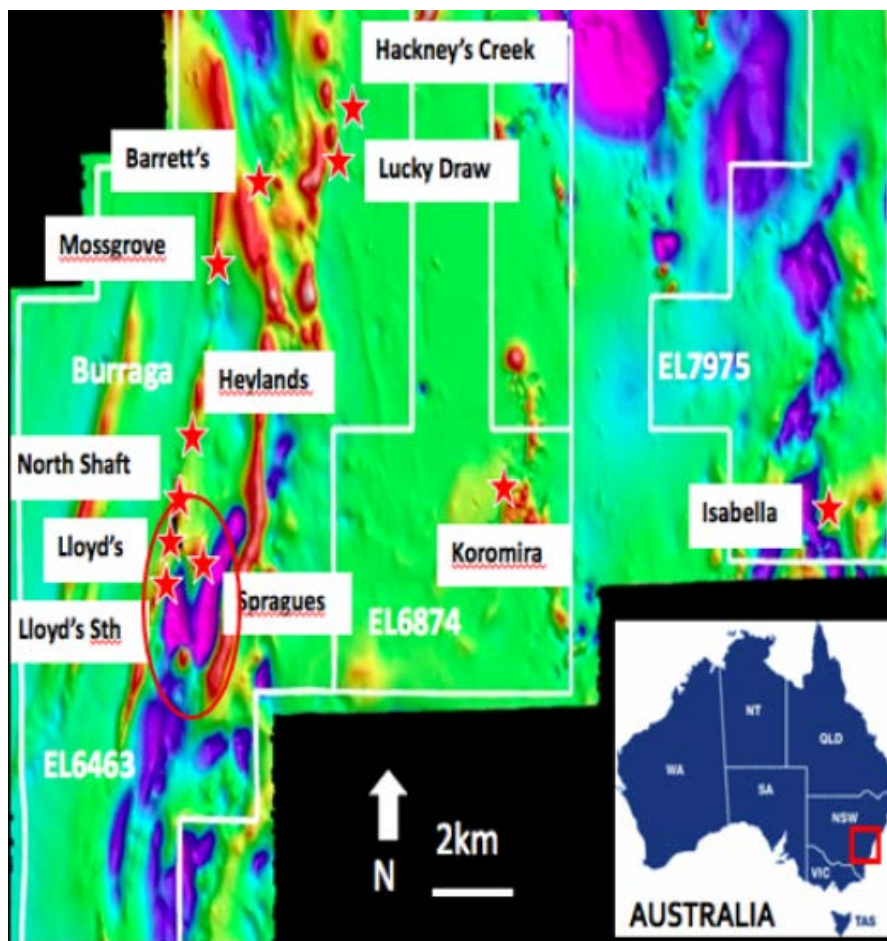 Hackney's Creek
Barrett's
Lucky Draw
Mossgrove
Burraga
Heylands
EL7975
North Shaft
Isabella
Lloyd's
Koromira
Spragues
Lloyd's Sth
EL6874
EL6463
N
2km
WA
NT
QLD
SA
NSW
VIC
TAS
AUSTRALIA